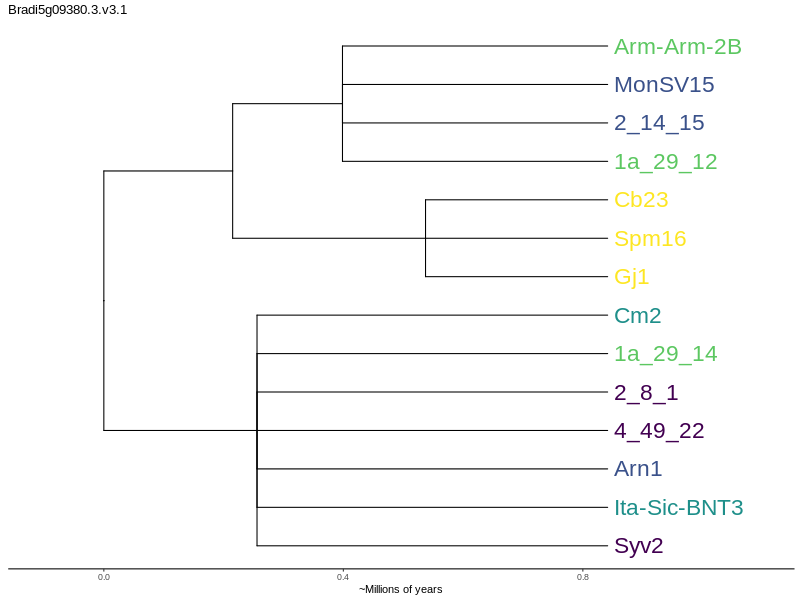 Bradi5g09380.3.v3.1
Arm-Arm-2B
MonSV15
2_14_15
1a_29_12
Cb23
Spm16
Gj1
Cm2
1a_29_14
2_8_1
4_49_22
Arn1
Ita-Sic-BNT3
Syv2
0.0 0.4 0.8
~Millions of years